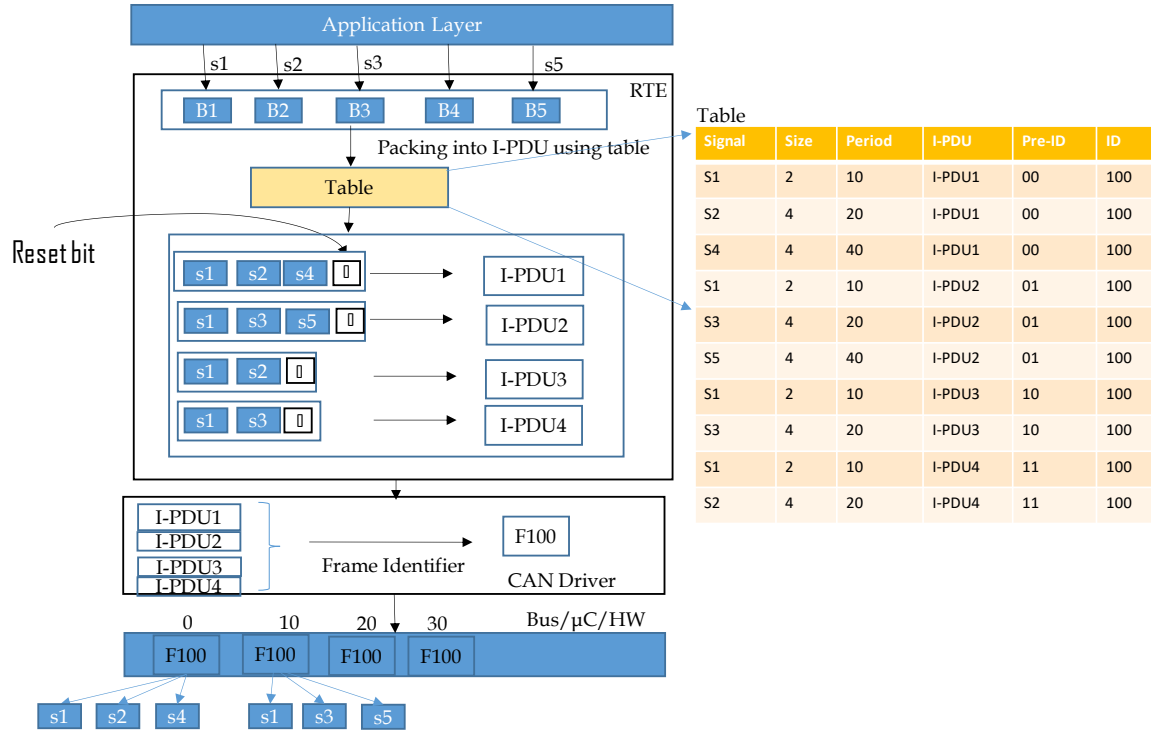 Application Layer
s1 s2 s3 s5
RTE
B1 B2 B3 B4 B5
Packing into I-PDU using table
Table
Reset bit
s1 s2 s4 I-PDU1
s1 s3 s5 I-PDU2
s1 s2 I-PDU3
s1 s3 I-PDU4
I-PDU1
I-PDU2
I-PDU3
I-PDU4
Frame Identifier
F100
CAN Driver
0 10 20 30 Bus/µC/HW
F100 F100 F100 F100
s1 s2 s4 s1 s3 s5
Table
Signal Size Period I-PDU Pre-ID ID
S1 2 10 I-PDU1 00 100
S2 4 20 I-PDU1 00 100
S4 4 40 I-PDU1 00 100
S1 2 10 I-PDU2 01 100
S3 4 20 I-PDU2 01 100
S5 4 40 I-PDU2 01 100
S1 2 10 I-PDU3 10 100
S3 4 20 I-PDU3 10 100
S1 2 10 I-PDU4 11 100
S2 4 20 I-PDU4 11 100